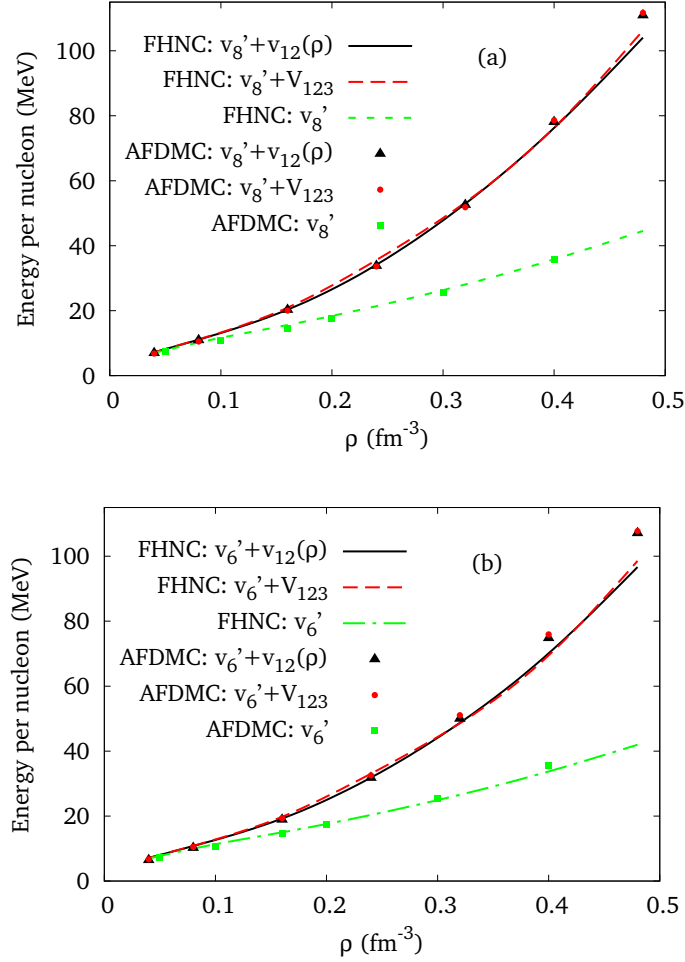 FHNC: v8'+v12(ρ)
FHNC: v8'+V123
FHNC: v8'
AFDMC: v8'+v12(ρ)
AFDMC: v8'+V123
AFDMC: v8'
(a)
Energy per nucleon (MeV)
100
80
60
40
20
0
0 0.1 0.2 0.3 0.4 0.5
ρ (fm-3)
FHNC: v6'+v12(ρ)
FHNC: v6'+V123
FHNC: v6'
AFDMC: v6'+v12(ρ)
AFDMC: v6'+V123
AFDMC: v6'
(b)
Energy per nucleon (MeV)
100
80
60
40
20
0
0 0.1 0.2 0.3 0.4 0.5
ρ (fm-3)